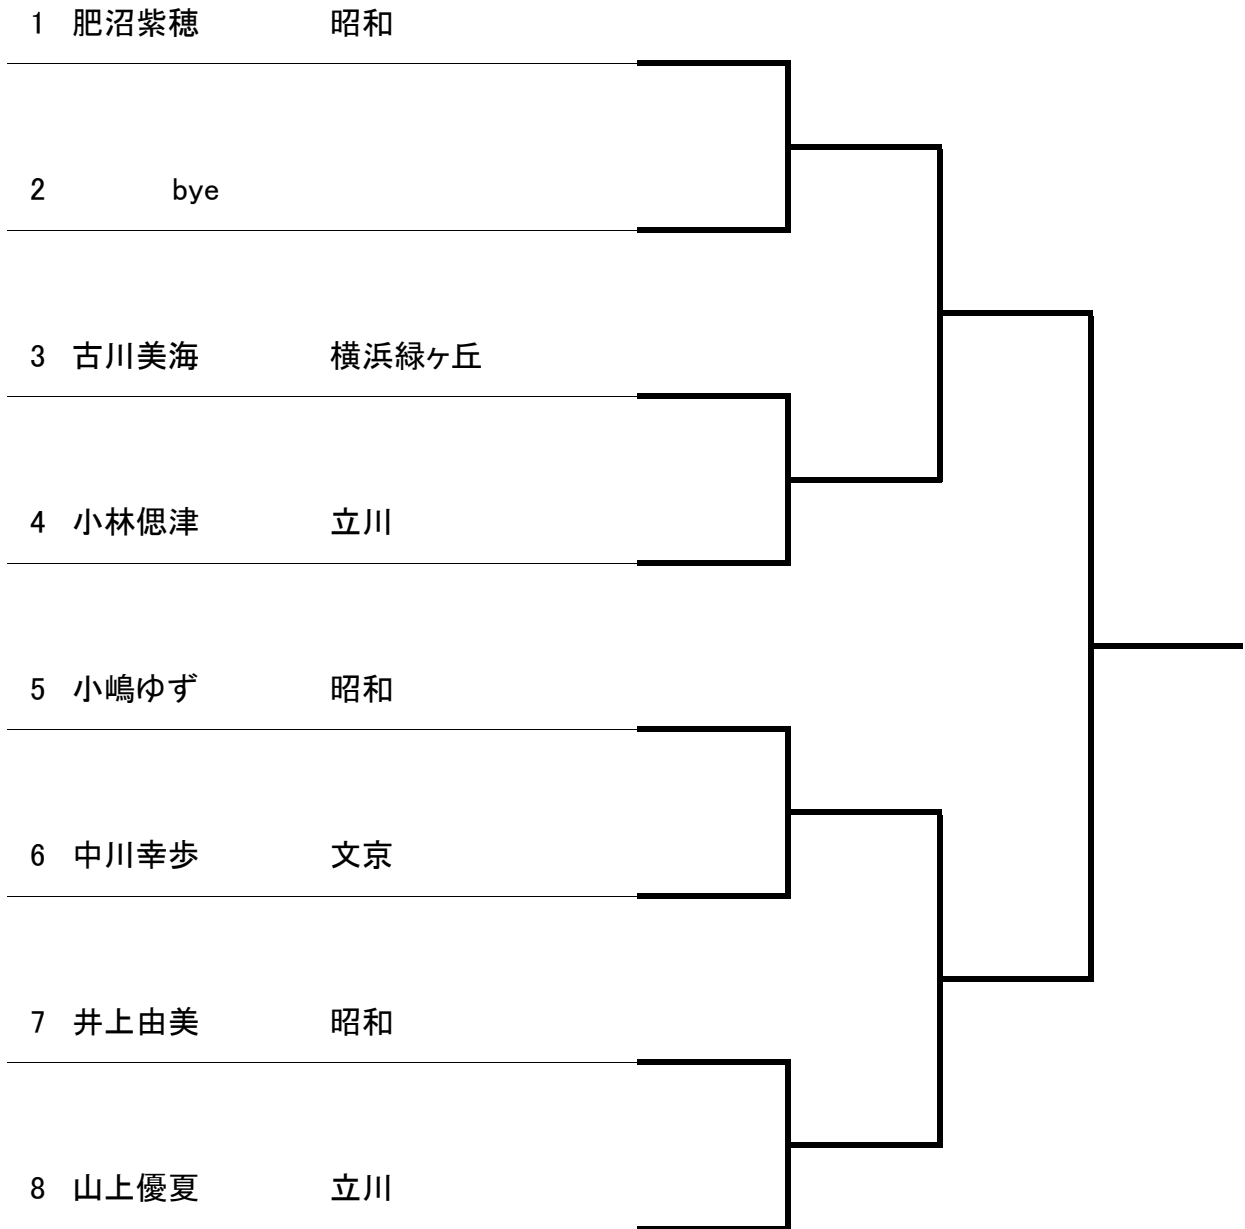 1 肥沼紫穂 昭和
2 bye
3 古川美海 横浜緑ヶ丘
4 小林偲津 立川
5 小嶋ゆず 昭和
6 中川幸歩 文京
7 井上由美 昭和
8 山上優夏 立川